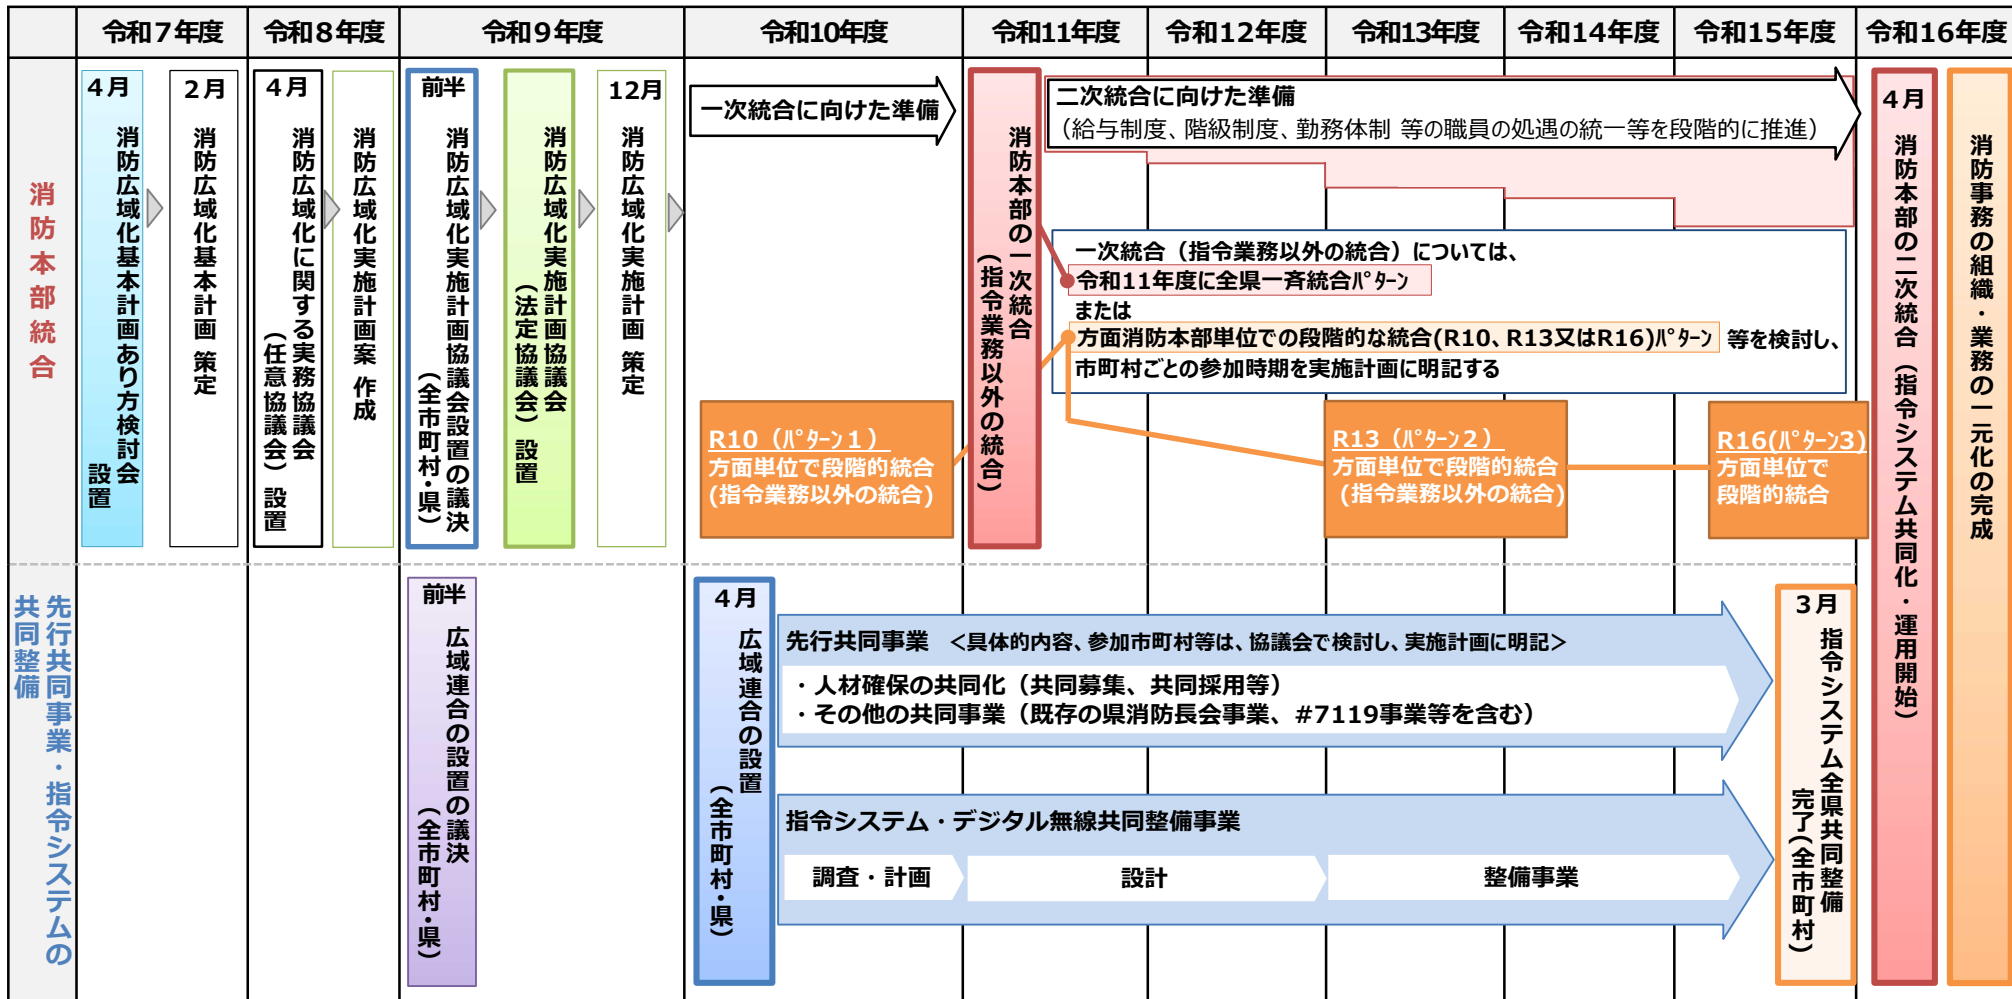 令和7年度
令和8年度
令和9年度
令和10年度
令和11年度
令和12年度
令和13年度
令和14年度
令和15年度
令和16年度
消防本部統合
4月
消防広域化基本計画あり方検討会
設置
2月
消防広域化基本計画 策定
4月
消防広域化に関する実務協議会
（任意協議会）設置
消防広域化実施計画案 作成
前半
消防広域化実施計画協議会設置の議決
（全市町村・県）
消防広域化実施計画協議会
（法定協議会）設置
12月
消防広域化実施計画 策定
一次統合に向けた準備
消防本部の一次統合
（指令業務以外の統合）
二次統合に向けた準備
（給与制度、階級制度、勤務体制 等の職員の処遇の統一等を段階的に推進）
一次統合（指令業務以外の統合）については、
令和11年度に全県一斉統合ﾊﾟﾀｰﾝ
または
方面消防本部単位での段階的な統合(R10、R13又はR16)ﾊﾟﾀｰﾝ 等を検討し、
市町村ごとの参加時期を実施計画に明記する
R10（ﾊﾟﾀｰﾝ１）
方面単位で段階的統合
(指令業務以外の統合)
R13（ﾊﾟﾀｰﾝ２）
方面単位で段階的統合
(指令業務以外の統合)
R16(ﾊﾟﾀｰﾝ3)
方面単位で
段階的統合
4月
消防本部の二次統合（指令システム共同化・運用開始）
消防事務の組織・業務の一元化の完成
先行共同事業・指令システムの
共同整備
前半
広域連合の設置の議決
（全市町村・県）
4月
広域連合の設置
（全市町村・県）
先行共同事業 ＜具体的内容、参加市町村等は、協議会で検討し、実施計画に明記＞
・人材確保の共同化（共同募集、共同採用等）
・その他の共同事業（既存の県消防長会事業、#7119事業等を含む）
指令システム・デジタル無線共同整備事業
調査・計画
設計
整備事業
3月
指令システム全県共同整備
完了(全市町村)